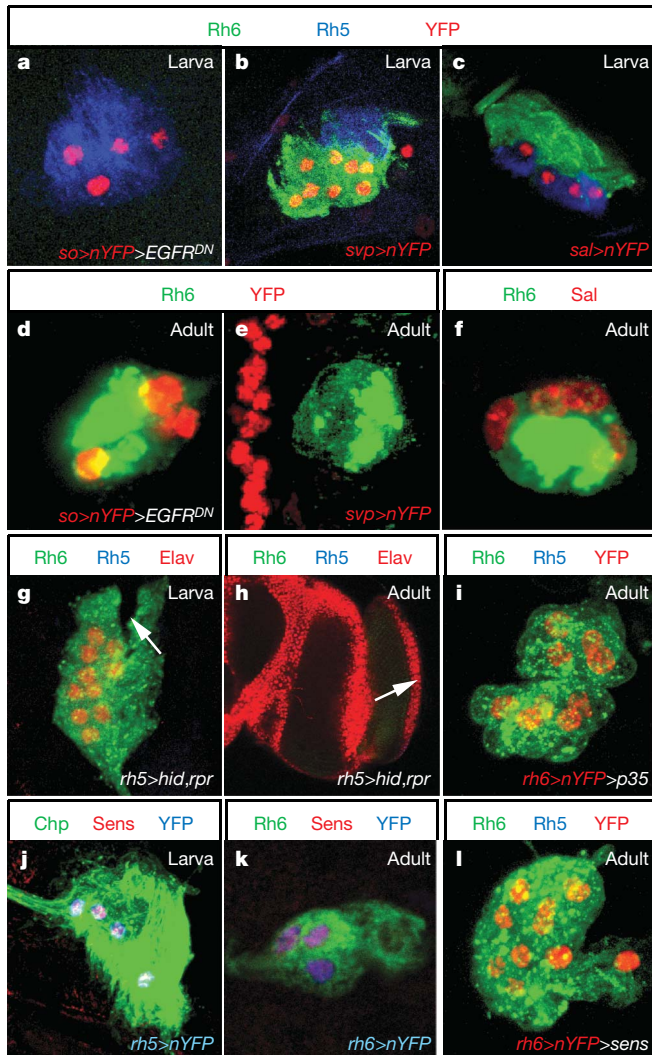 Rh6 Rh5 YFP
a Larva
so>nYFP>EGFR^DN
b Larva
svp>nYFP
c Larva
sal>nYFP
Rh6 YFP
Rh6 Sal
d Adult
so>nYFP>EGFR^DN
e Adult
svp>nYFP
f Adult
Rh6 Rh5 Elav
Rh6 Rh5 Elav
Rh6 Rh5 YFP
g Larva
rh5>hid,rpr
h Adult
rh5>hid,rpr
i Adult
rh6>nYFP>p35
Chp Sens YFP
Rh6 Sens YFP
Rh6 Rh5 YFP
j Larva
rh5>nYFP
k Adult
rh6>nYFP
l Adult
rh6>nYFP>sens